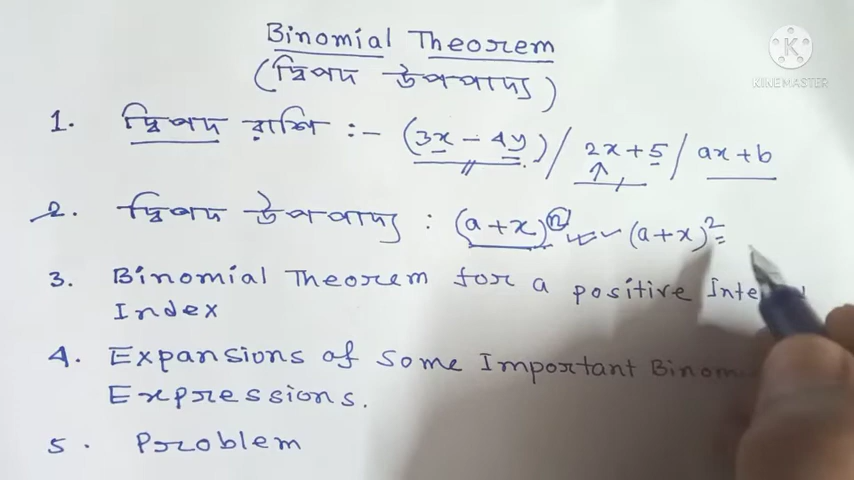 Binomial Theorem
(দ্বিপদ উপপাদ্য)
KINEMASTER
1. দ্বিপদ রাশি :- (3x - 4y) / 2x + 5 / ax + b
2. দ্বিপদ উপপাদ্য : (a + x)ⁿ (a + x)² =
3. Binomial Theorem for a positive
Index
4. Expansions of Some Important
Expressions.
5. Problem